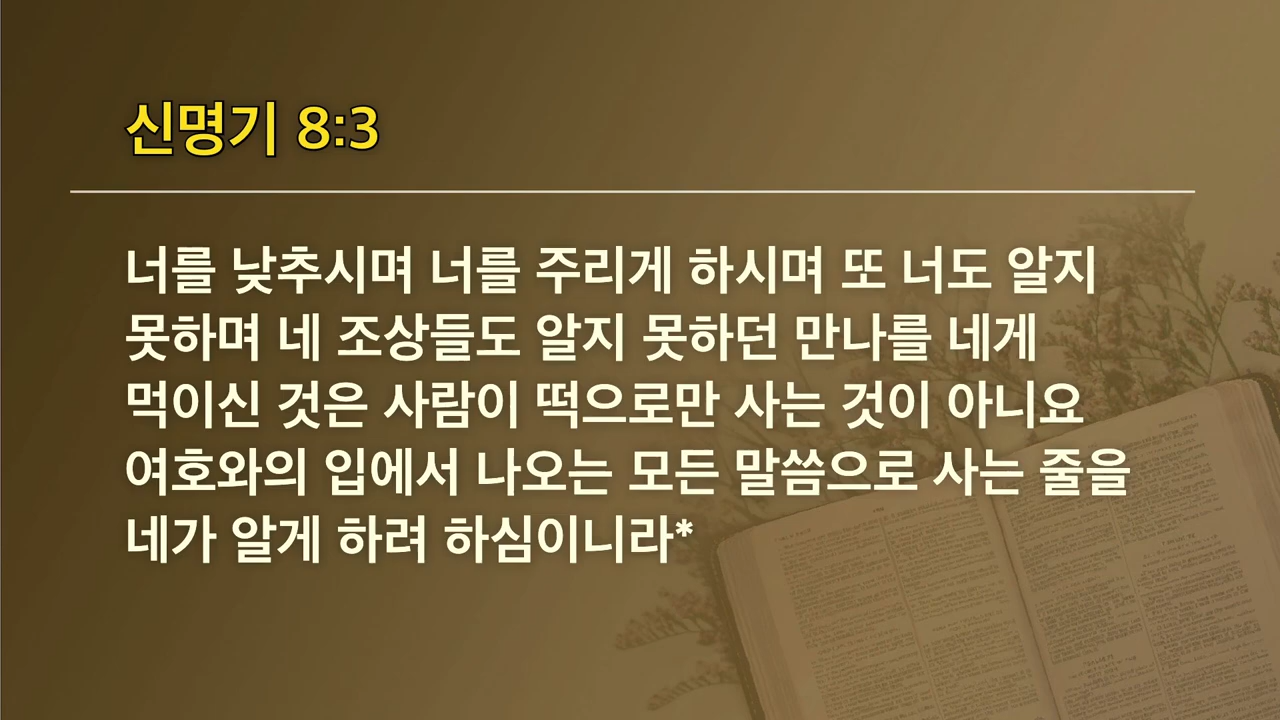 신명기 8:3
너를 낮추시며 너를 주리게 하시며 또 너도 알지
못하며 네 조상들도 알지 못하던 만나를 네게
먹이신 것은 사람이 떡으로만 사는 것이 아니요
여호와의 입에서 나오는 모든 말씀으로 사는 줄을
네가 알게 하려 하심이니라*